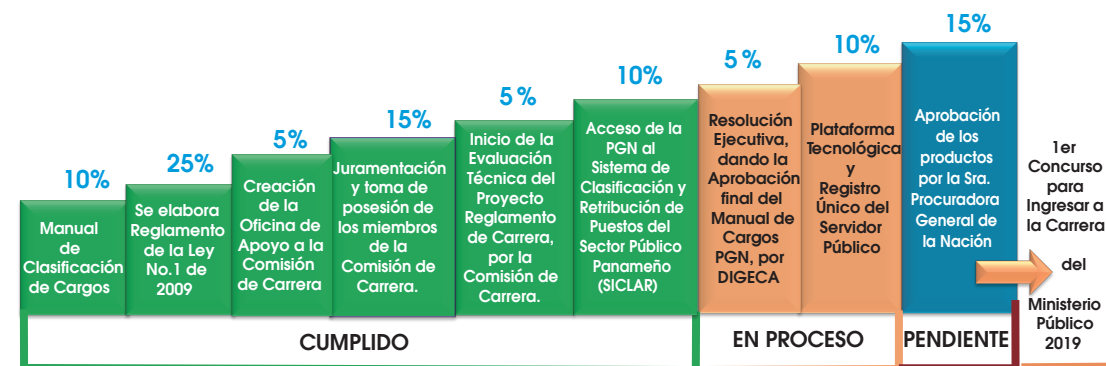 10%
Manual
de
Clasificación
de Cargos
25%
Se elabora
Reglamento
de la Ley
No.1 de
2009
5%
Creación
de la
Oficina de
Apoyo a la
Comisión
de Carrera
15%
Juramentación
y toma de
posesión de
los miembros
de la
Comisión de
Carrera.
5%
Inicio de la
Evaluación
Técnica del
Proyecto
Reglamento
de Carrera,
por la
Comisión de
Carrera.
10%
Acceso de la
PGN al
Sistema de
Clasificación y
Retribución de
Puestos del
Sector Público
Panameño
(SICLAR)
5%
Resolución
Ejecutiva,
dando la
Aprobación
final del
Manual de
Cargos
PGN, por
DIGECA
10%
Plataforma
Tecnológica
y
Registro
Único del
Servidor
Público
15%
Aprobación
de los
productos
por la Sra.
Procuradora
General de
la Nación
1er
Concurso
para
Ingresar a
la Carrera
del
Ministerio
Público
2019
CUMPLIDO
EN PROCESO
PENDIENTE